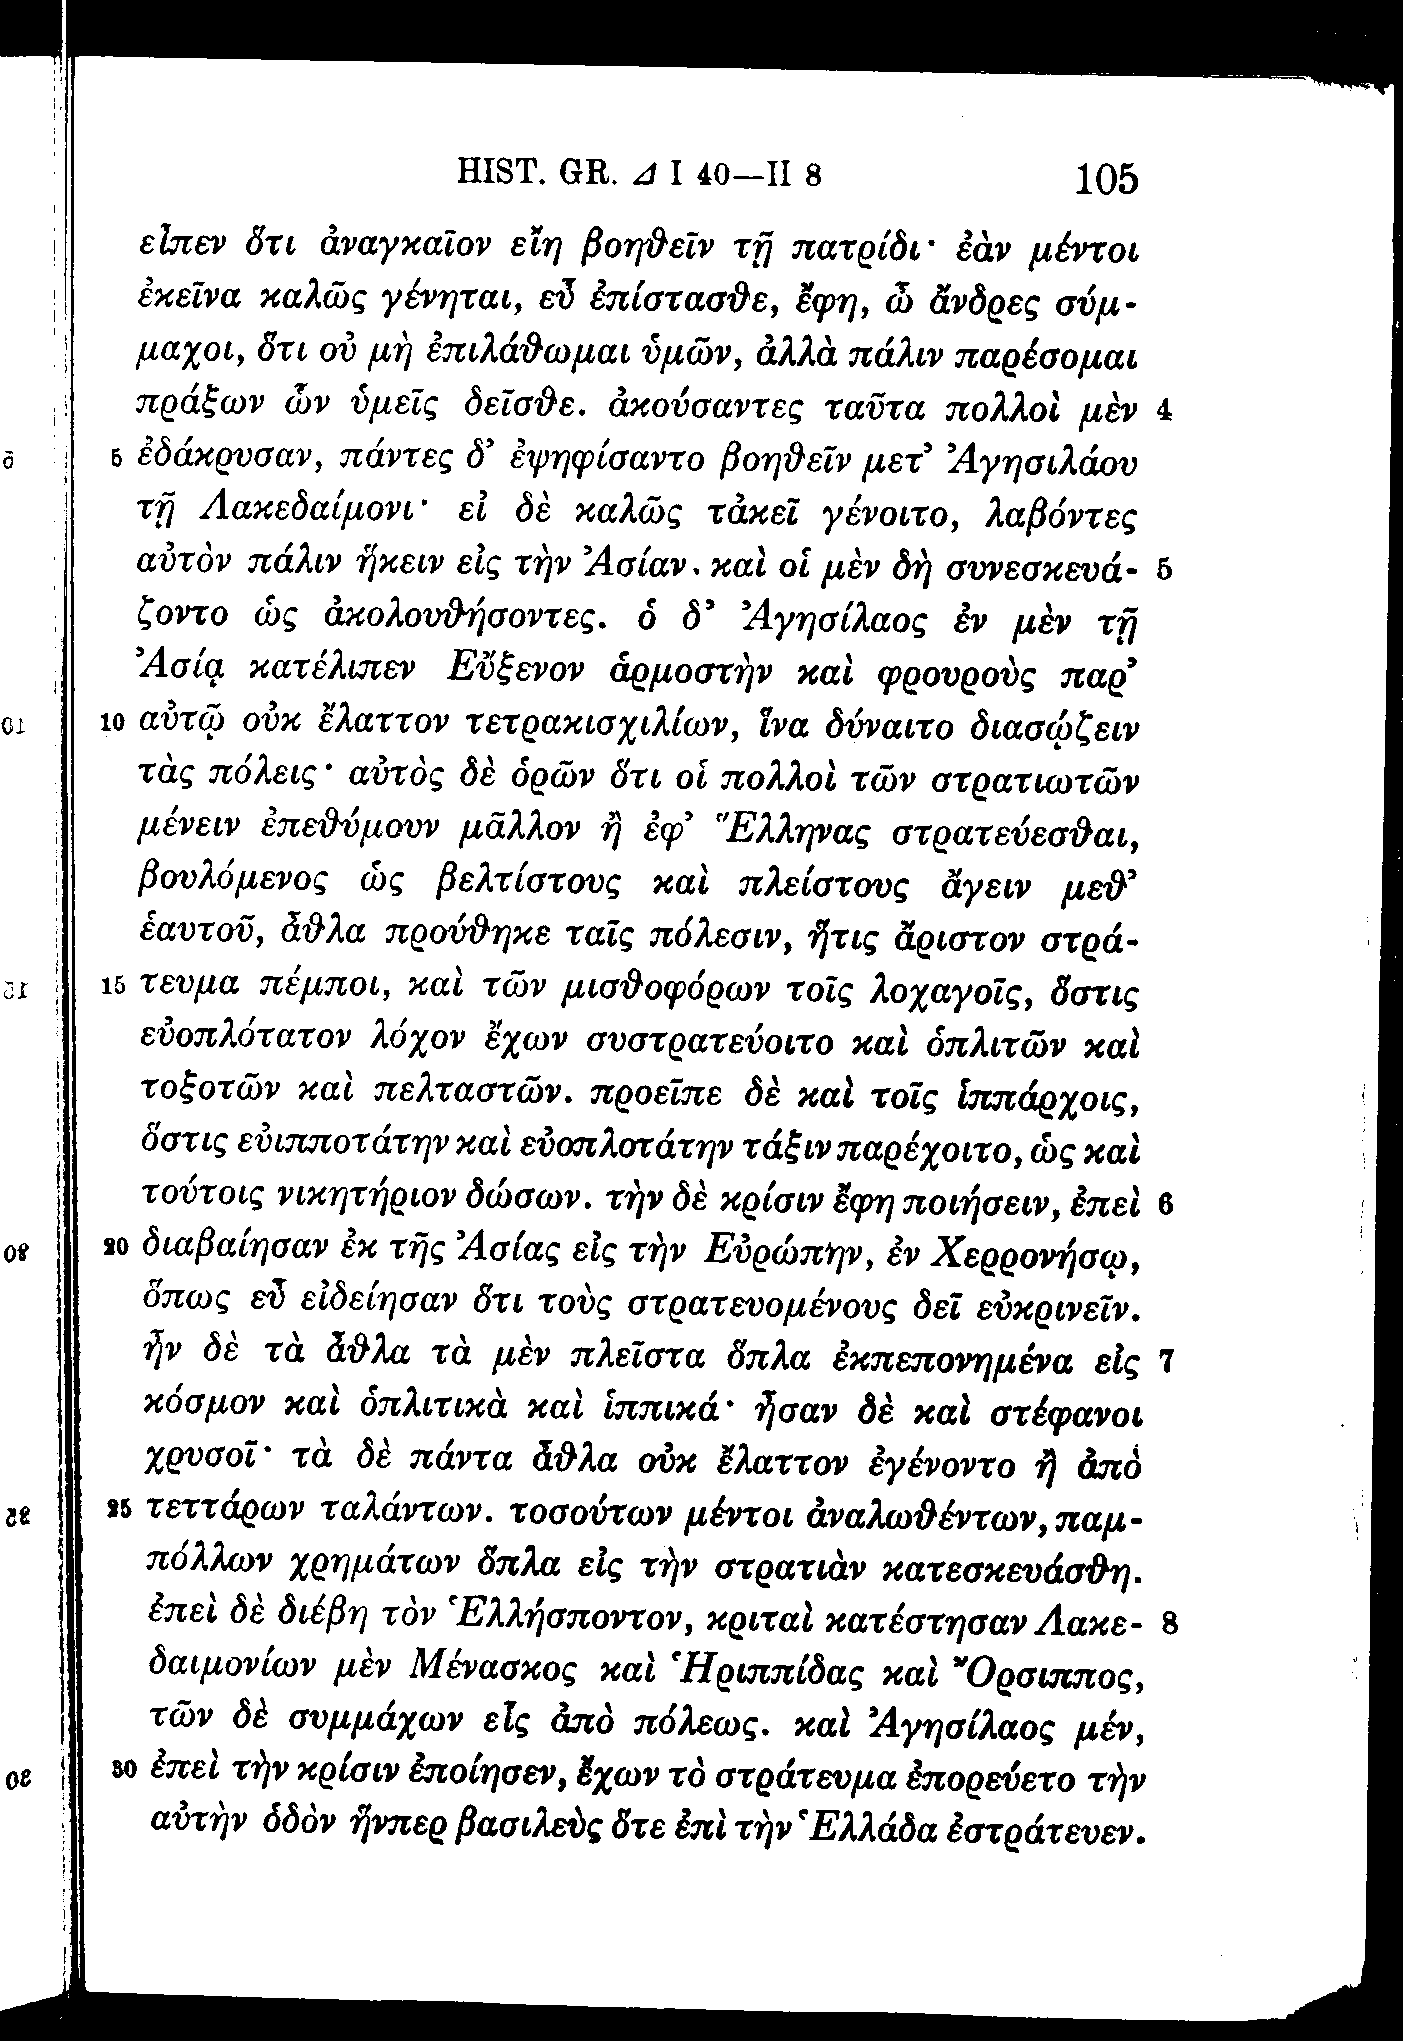 HIST. GR. Δ I 40—II 8 105
εἶπεν ὅτι ἀναγκαῖον εἴη βοηθεῖν τῇ πατρίδι· ἐὰν μέντοι
ἐκεῖνα καλῶς γένηται, εὖ ἐπίστασθε, ἔφη, ὦ ἄνδρες σύμ-
μαχοι, ὅτι οὐ μὴ ἐπιλάθωμαι ὑμῶν, ἀλλὰ πάλιν παρέσομαι
πράξων ὧν ὑμεῖς δεῖσθε. ἀκούσαντες ταῦτα πολλοὶ μὲν 4
5 ἐδάκρυσαν, πάντες δ’ ἐψηφίσαντο βοηθεῖν μετ’ Ἀγησιλάου
τῇ Λακεδαίμονι· εἰ δὲ καλῶς τἀκεῖ γένοιτο, λαβόντες
αὐτὸν πάλιν ἥκειν εἰς τὴν Ἀσίαν. καὶ οἱ μὲν δὴ συνεσκευά- 5
ζοντο ὡς ἀκολουθήσοντες. ὁ δ’ Ἀγησίλαος ἐν μὲν τῇ
Ἀσίᾳ κατέλιπεν Εὔξενον ἁρμοστὴν καὶ φρουροὺς παρ’
10 αὐτῷ οὐκ ἔλαττον τετρακισχιλίων, ἵνα δύναιτο διασῴζειν
τὰς πόλεις· αὐτὸς δὲ ὁρῶν ὅτι οἱ πολλοὶ τῶν στρατιωτῶν
μένειν ἐπεθύμουν μᾶλλον ἢ ἐφ’ Ἕλληνας στρατεύεσθαι,
βουλόμενος ὡς βελτίστους καὶ πλείστους ἄγειν μεθ’
ἑαυτοῦ, ἆθλα προύθηκε ταῖς πόλεσιν, ἥτις ἄριστον στρά-
15 τευμα πέμποι, καὶ τῶν μισθοφόρων τοῖς λοχαγοῖς, ὅστις
εὐοπλότατον λόχον ἔχων συστρατεύοιτο καὶ ὁπλιτῶν καὶ
τοξοτῶν καὶ πελταστῶν. προεῖπε δὲ καὶ τοῖς ἱππάρχοις,
ὅστις εὐιπποτάτην καὶ εὐοπλοτάτην τάξιν παρέχοιτο, ὡς καὶ
τούτοις νικητήριον δώσων. τὴν δὲ κρίσιν ἔφη ποιήσειν, ἐπεὶ 6
20 διαβαίησαν ἐκ τῆς Ἀσίας εἰς τὴν Εὐρώπην, ἐν Χερρονήσῳ,
ὅπως εὖ εἰδείησαν ὅτι τοὺς στρατευομένους δεῖ εὐκρινεῖν.
ἦν δὲ τὰ ἆθλα τὰ μὲν πλεῖστα ὅπλα ἐκπεπονημένα εἰς 7
κόσμον καὶ ὁπλιτικὰ καὶ ἱππικά· ἦσαν δὲ καὶ στέφανοι
χρυσοῖ· τὰ δὲ πάντα ἆθλα οὐκ ἔλαττον ἐγένοντο ἢ ἀπὸ
25 τεττάρων ταλάντων. τοσούτων μέντοι ἀναλωθέντων, παμ-
πόλλων χρημάτων ὅπλα εἰς τὴν στρατιὰν κατεσκευάσθη.
ἐπεὶ δὲ διέβη τὸν Ἑλλήσποντον, κριταὶ κατέστησαν Λακε- 8
δαιμονίων μὲν Μένασκος καὶ Ἡριππίδας καὶ Ὄρσιππος,
τῶν δὲ συμμάχων εἷς ἀπὸ πόλεως. καὶ Ἀγησίλαος μέν,
30 ἐπεὶ τὴν κρίσιν ἐποίησεν, ἔχων τὸ στράτευμα ἐπορεύετο τὴν
αὐτὴν ὁδὸν ἥνπερ βασιλεὺς ὅτε ἐπὶ τὴν Ἑλλάδα ἐστράτευεν.